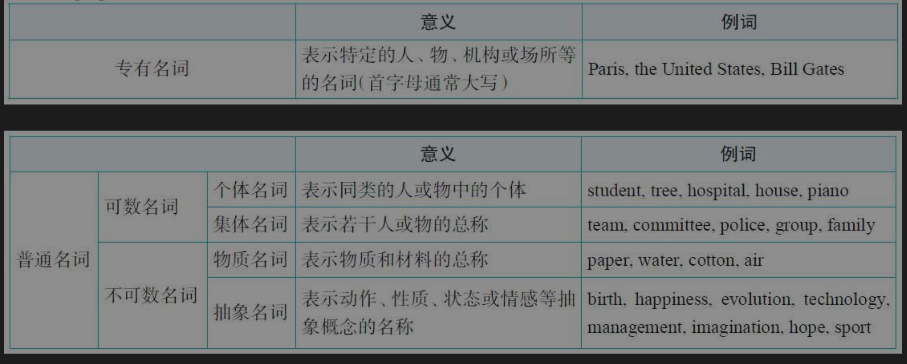 意义 例词
专有名词 表示特定的人、物、机构或场所等的名词(首字母通常大写) Paris, the United States, Bill Gates
意义 例词
普通名词 可数名词 个体名词 表示同类的人或物中的个体 student, tree, hospital, house, piano
集体名词 表示若干人或物的总称 team, committee, police, group, family
不可数名词 物质名词 表示物质和材料的总称 paper, water, cotton, air
抽象名词 表示动作、性质、状态或情感等抽象概念的名称 birth, happiness, evolution, technology, management, imagination, hope, sport